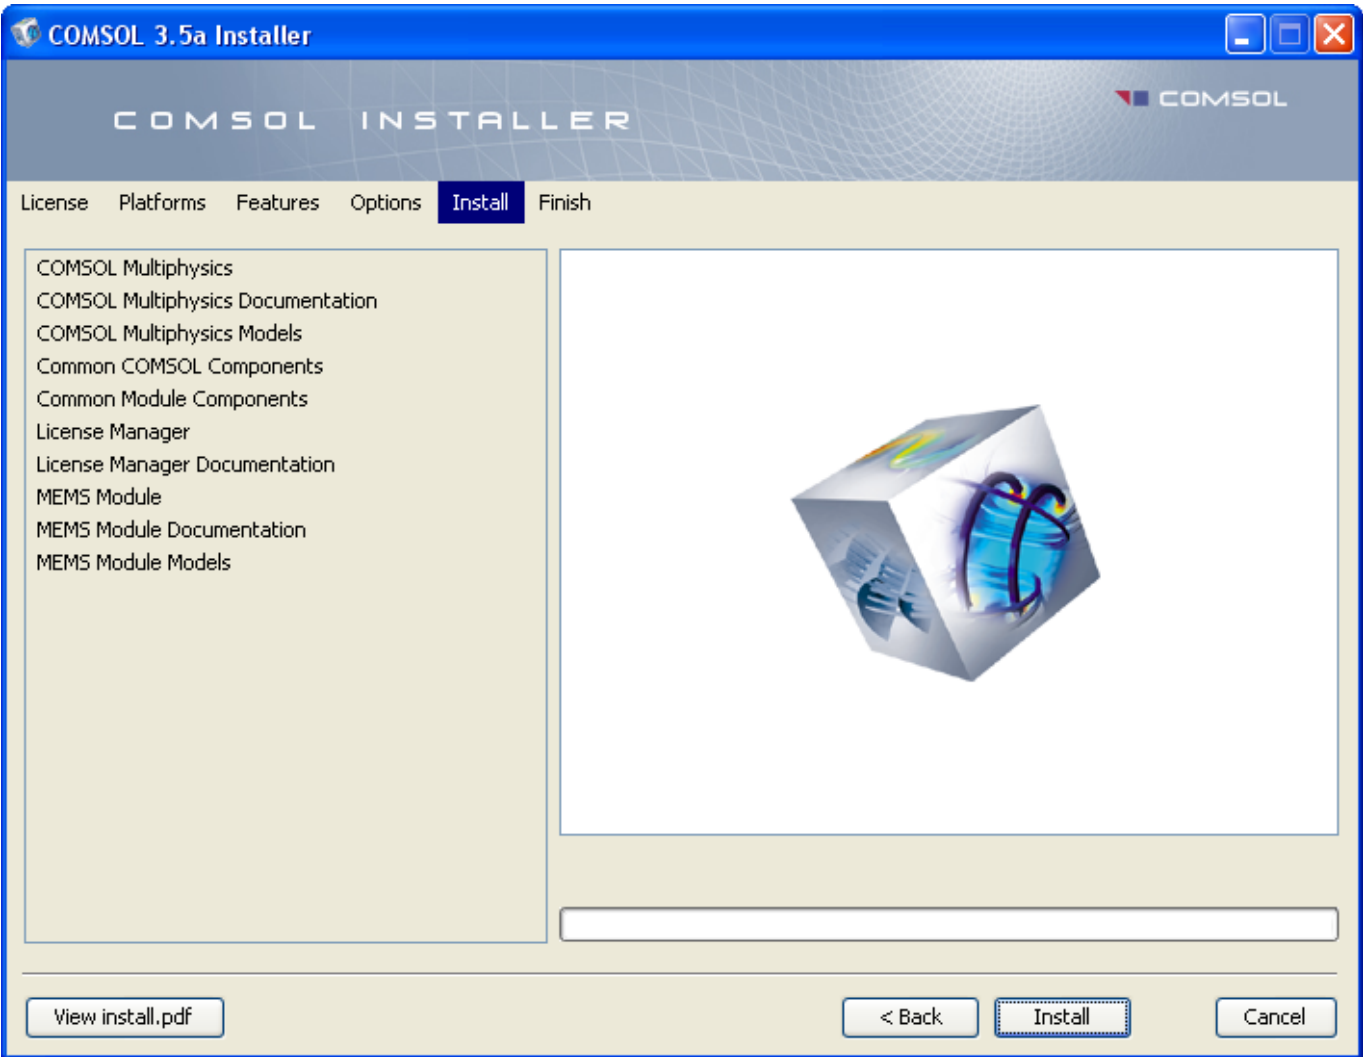 COMSOL 3.5a Installer
COMSOL INSTALLER
COMSOL
License Platforms Features Options Install Finish
COMSOL Multiphysics
COMSOL Multiphysics Documentation
COMSOL Multiphysics Models
Common COMSOL Components
Common Module Components
License Manager
License Manager Documentation
MEMS Module
MEMS Module Documentation
MEMS Module Models
View install.pdf < Back Install Cancel